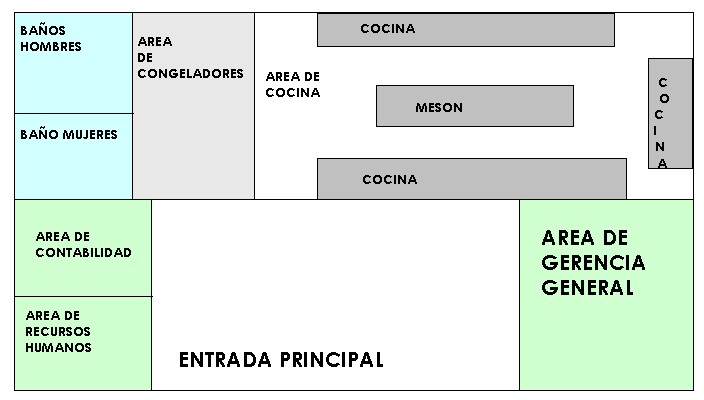 BAÑOS
HOMBRES
BAÑO MUJERES
AREA
DE
CONGELADORES
AREA DE
COCINA
COCINA
MESON
COCINA
C
O
C
I
N
A
AREA DE
CONTABILIDAD
AREA DE
RECURSOS
HUMANOS
ENTRADA PRINCIPAL
AREA DE
GERENCIA
GENERAL